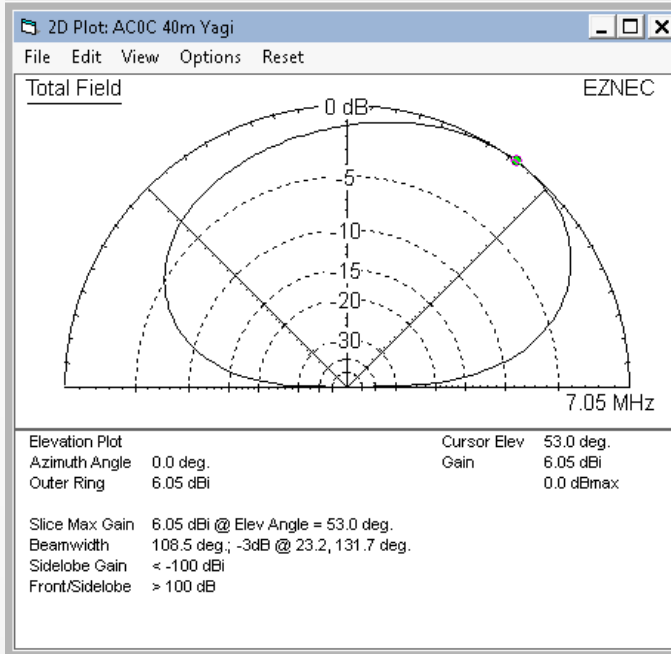 2D Plot: AC0C 40m Yagi
File Edit View Options Reset
Total Field
EZNEC
0 dB
-5
-10
-15
-20
-30
7.05 MHz
Elevation Plot Cursor Elev 53.0 deg.
Azimuth Angle 0.0 deg. Gain 6.05 dBi
Outer Ring 6.05 dBi 0.0 dBmax
Slice Max Gain 6.05 dBi @ Elev Angle = 53.0 deg.
Beamwidth 108.5 deg.; -3dB @ 23.2, 131.7 deg.
Sidelobe Gain < -100 dBi
Front/Sidelobe > 100 dB